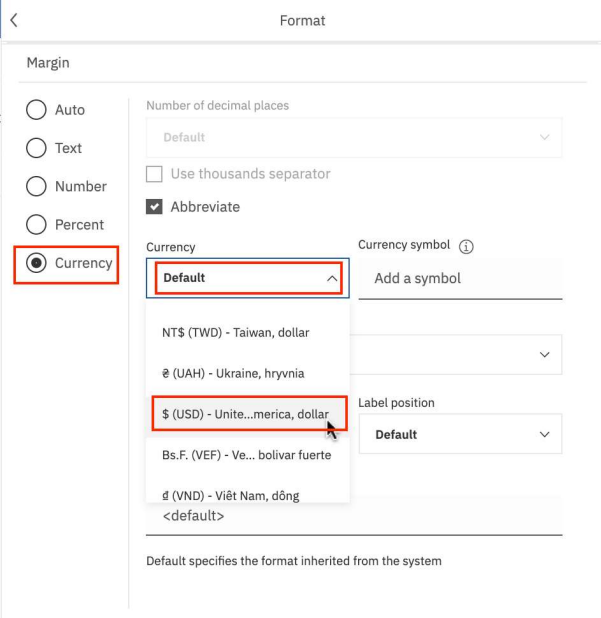 Format
Margin
Auto
Text
Number
Percent
Currency
Number of decimal places
Default
Use thousands separator
Abbreviate
Currency
Currency symbol
Default
Add a symbol
NT$ (TWD) - Taiwan, dollar
₴ (UAH) - Ukraine, hryvnia
$ (USD) - Unite...merica, dollar
Bs.F. (VEF) - Ve... bolivar fuerte
₫ (VND) - Viêt Nam, dông
Label position
Default
<default>
Default specifies the format inherited from the system